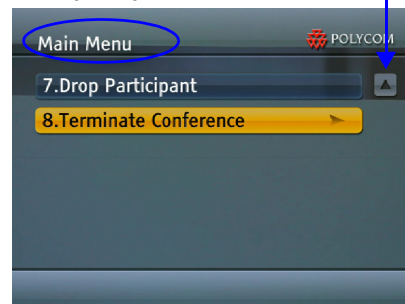 Main Menu
POLYCOM
7.Drop Participant
8.Terminate Conference